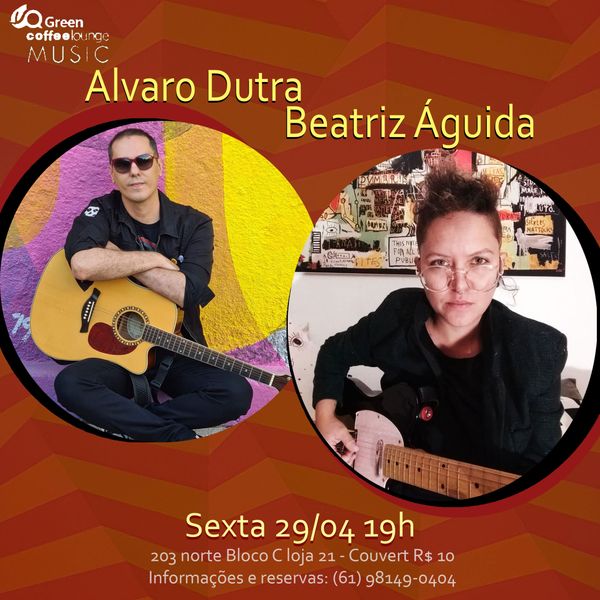 Green
coffeelounge
MUSIC
Alvaro Dutra
Beatriz Águida
Sexta 29/04 19h
203 norte Bloco C loja 21 - Couvert R$ 10
Informações e reservas: (61) 98149-0404